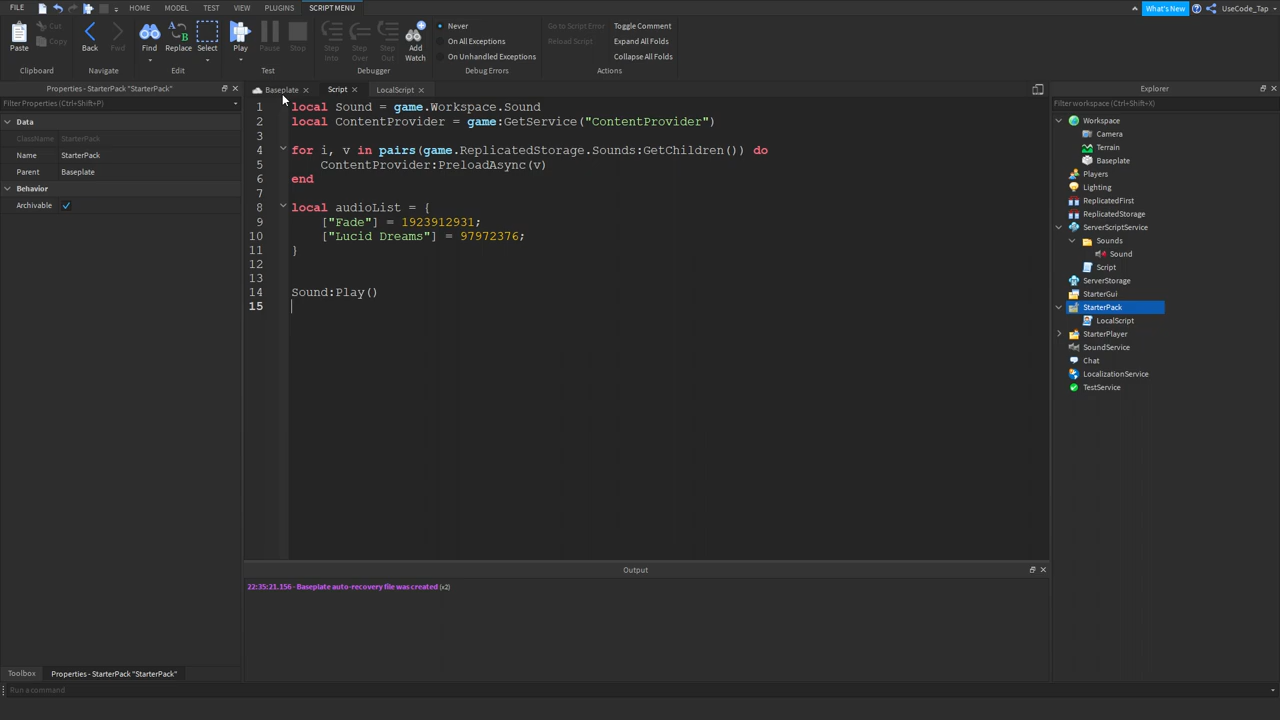 FILE HOME MODEL TEST VIEW PLUGINS SCRIPT MENU What's New UseCode_Tap
Paste Cut Copy Back Find Find Replace Select Play Pause Stop Step Into Step Over Step Out Add Watch Never On All Exceptions On Unhandled Exceptions Go to Script Error Reload Script Toggle Comment Expand All Folds Collapse All Folds
Clipboard Navigate Edit Test Debugger Debug Errors Actions
Properties - StarterPack "StarterPack"
Filter Properties (Ctrl+Shift+P)
Data
ClassName StarterPack
Name StarterPack
Parent Baseplate
Behavior
Archivable
Baseplate Script LocalScript
1 local Sound = game.Workspace.Sound
2 local ContentProvider = game:GetService("ContentProvider")
3
4 for i, v in pairs(game.ReplicatedStorage.Sounds:GetChildren()) do
5 ContentProvider:PreloadAsync(v)
6 end
7
8 local audioList = {
9 ["Fade"] = 1923912931;
10 ["Lucid Dreams"] = 97972376;
11 }
12
13
14 Sound:Play()
15
Explorer
Filter workspace (Ctrl+Shift+X)
Workspace
Camera
Terrain
Baseplate
Players
Lighting
ReplicatedFirst
ReplicatedStorage
ServerScriptService
Sounds
Sound
Script
ServerStorage
StarterGui
StarterPack
LocalScript
StarterPlayer
SoundService
Chat
LocalizationService
TestService
Output
22:35:21.156 - Baseplate auto-recovery file was created (x2)
Toolbox Properties - StarterPack "StarterPack"
Run a command